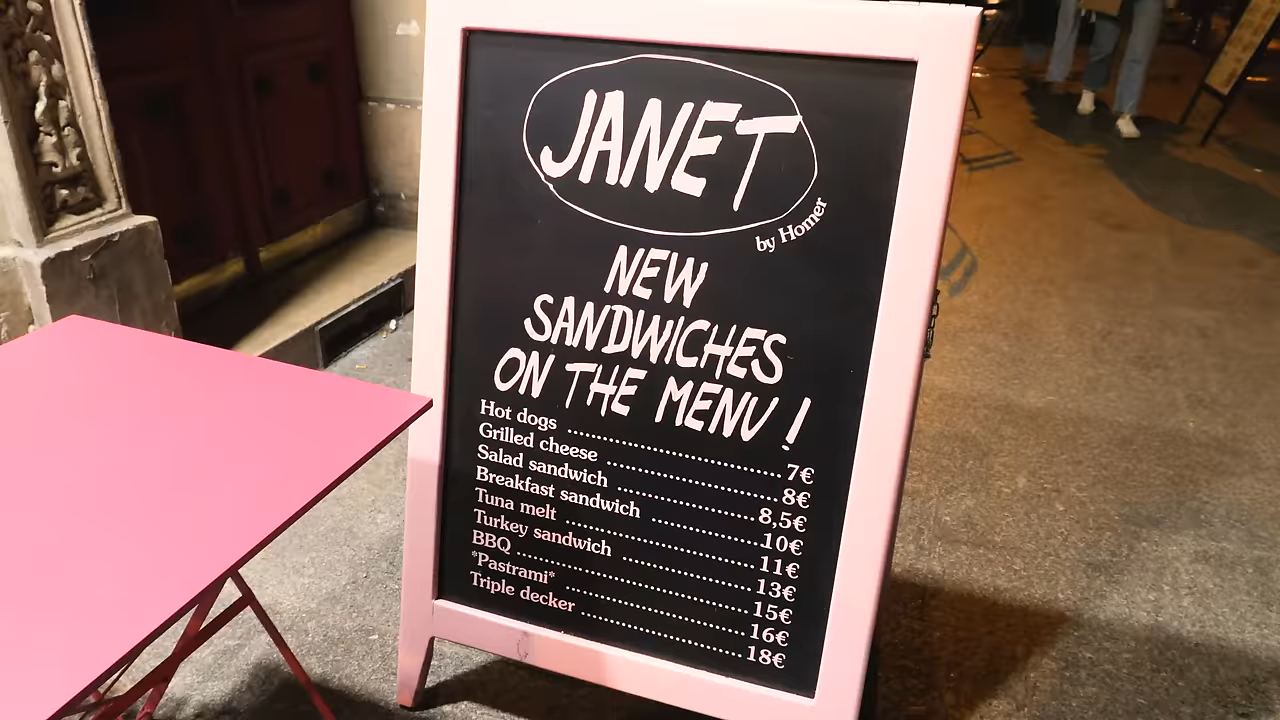 JANET
by Homer
NEW
SANDWICHES
ON THE MENU !
Hot dogs ........ 7€
Grilled cheese ........ 8€
Salad sandwich ........ 8,5€
Breakfast sandwich ........ 10€
Tuna melt ........ 11€
Turkey sandwich ........ 13€
BBQ ........ 15€
*Pastrami* ........ 16€
Triple decker ........ 18€